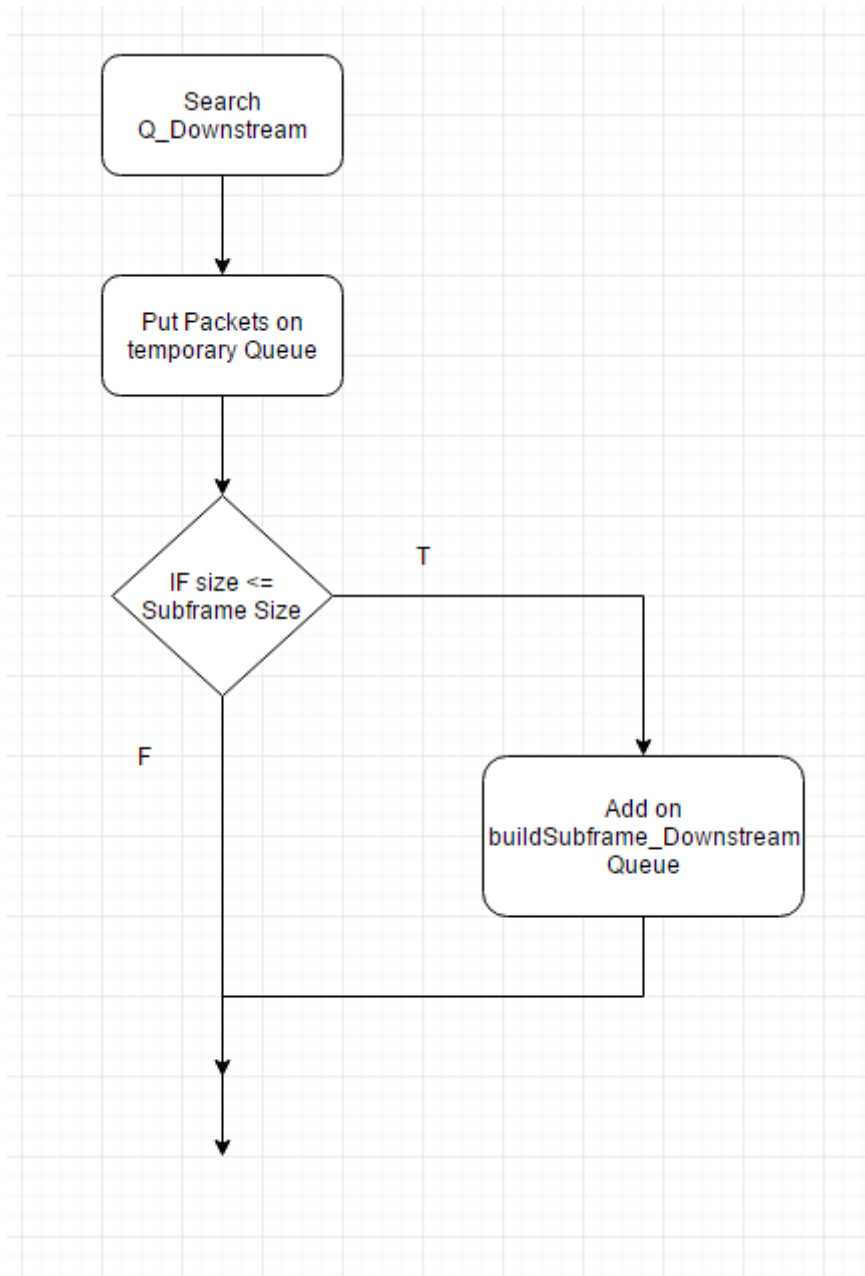 Search
Q_Downstream
Put Packets on
temporary Queue
IF size <=
Subframe Size
T
F
Add on
buildSubframe_Downstream
Queue